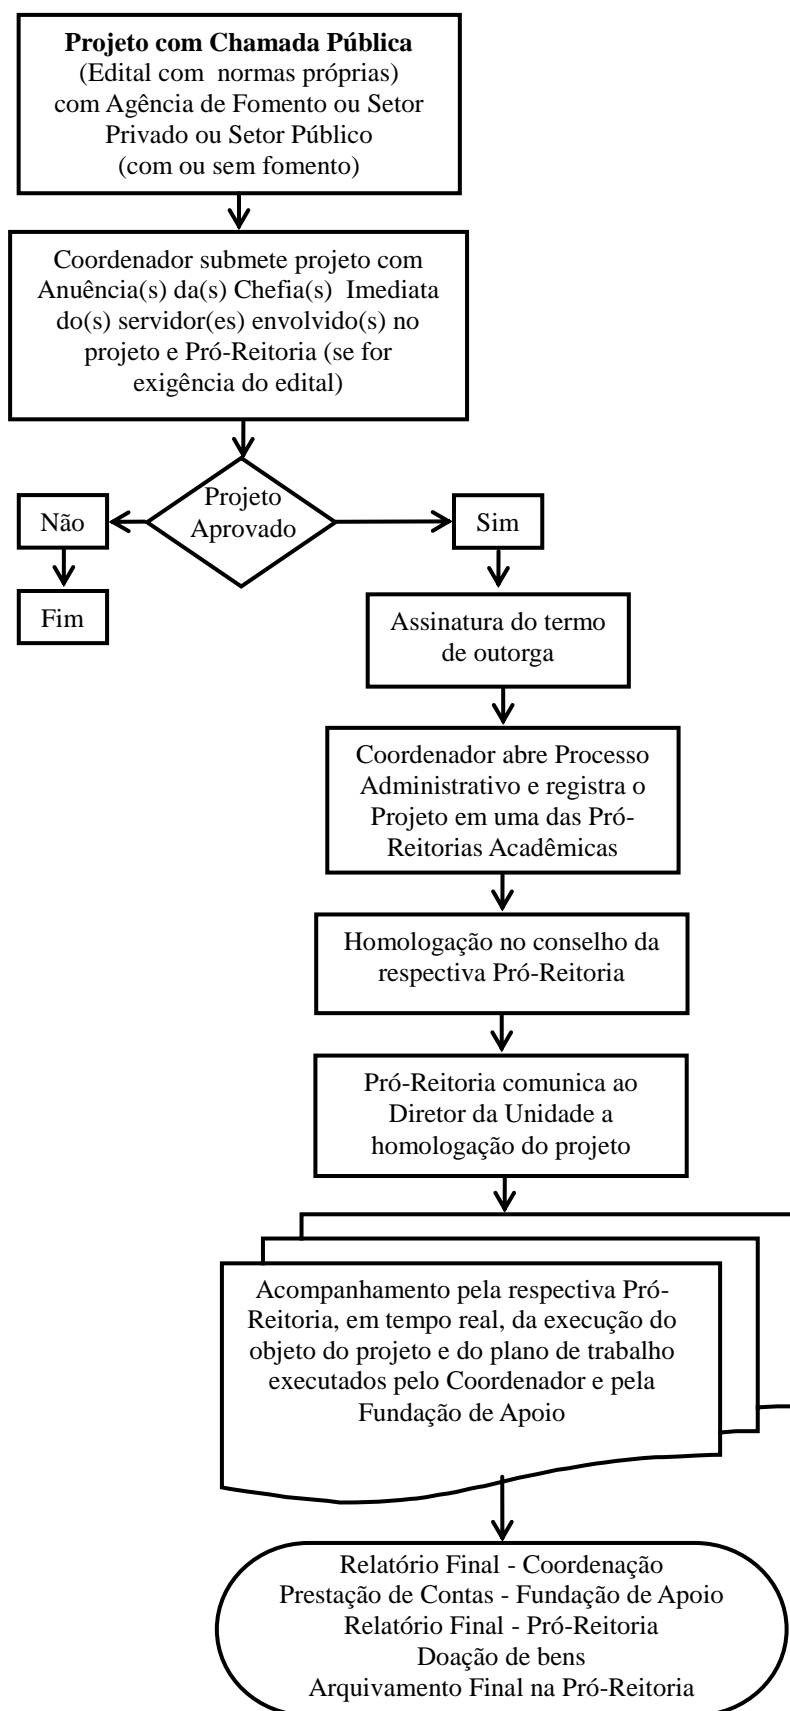 Projeto com Chamada Pública
(Edital com normas próprias)
com Agência de Fomento ou Setor
Privado ou Setor Público
(com ou sem fomento)
Coordenador submete projeto com
Anuência(s) da(s) Chefia(s) Imediata
do(s) servidor(es) envolvido(s) no
projeto e Pró-Reitoria (se for
exigência do edital)
Projeto
Aprovado
Não
Sim
Fim
Assinatura do termo
de outorga
Coordenador abre Processo
Administrativo e registra o
Projeto em uma das Pró-
Reitorias Acadêmicas
Homologação no conselho da
respectiva Pró-Reitoria
Pró-Reitoria comunica ao
Diretor da Unidade a
homologação do projeto
Acompanhamento pela respectiva Pró-
Reitoria, em tempo real, da execução do
objeto do projeto e do plano de trabalho
executados pelo Coordenador e pela
Fundação de Apoio
Relatório Final - Coordenação
Prestação de Contas - Fundação de Apoio
Relatório Final - Pró-Reitoria
Doação de bens
Arquivamento Final na Pró-Reitoria